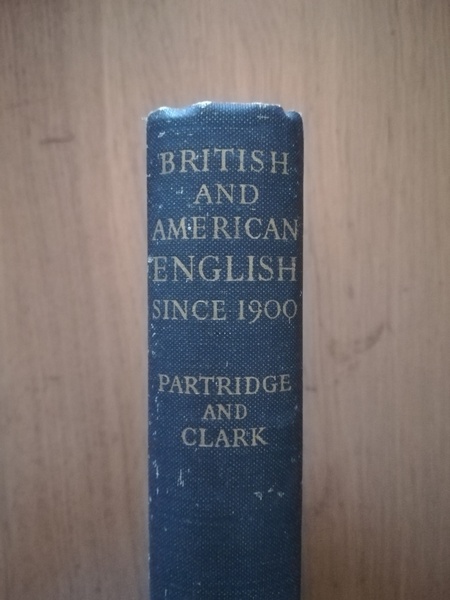 BRITISH
AND
AMERICAN
ENGLISH
SINCE 1900
PARTRIDGE
AND
CLARK